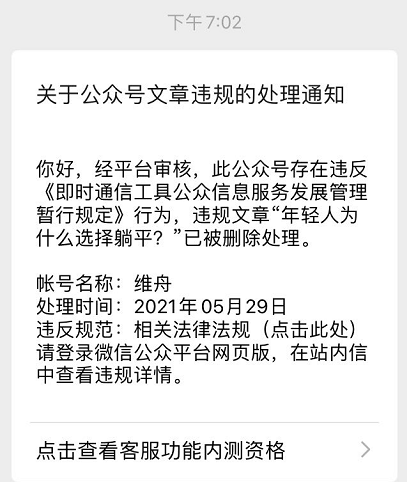 下午 7:02
关于公众号文章违规的处理通知
你好，经平台审核，此公众号存在违反
《即时通信工具公众信息服务发展管理
暂行规定》行为，违规文章“年轻人为
什么选择躺平？”已被删除处理。
帐号名称：维舟
处理时间：2021年05月29日
违反规范：相关法律法规（点击此处）
请登录微信公众平台网页版，在站内信
中查看违规详情。
点击查看客服功能内测资格